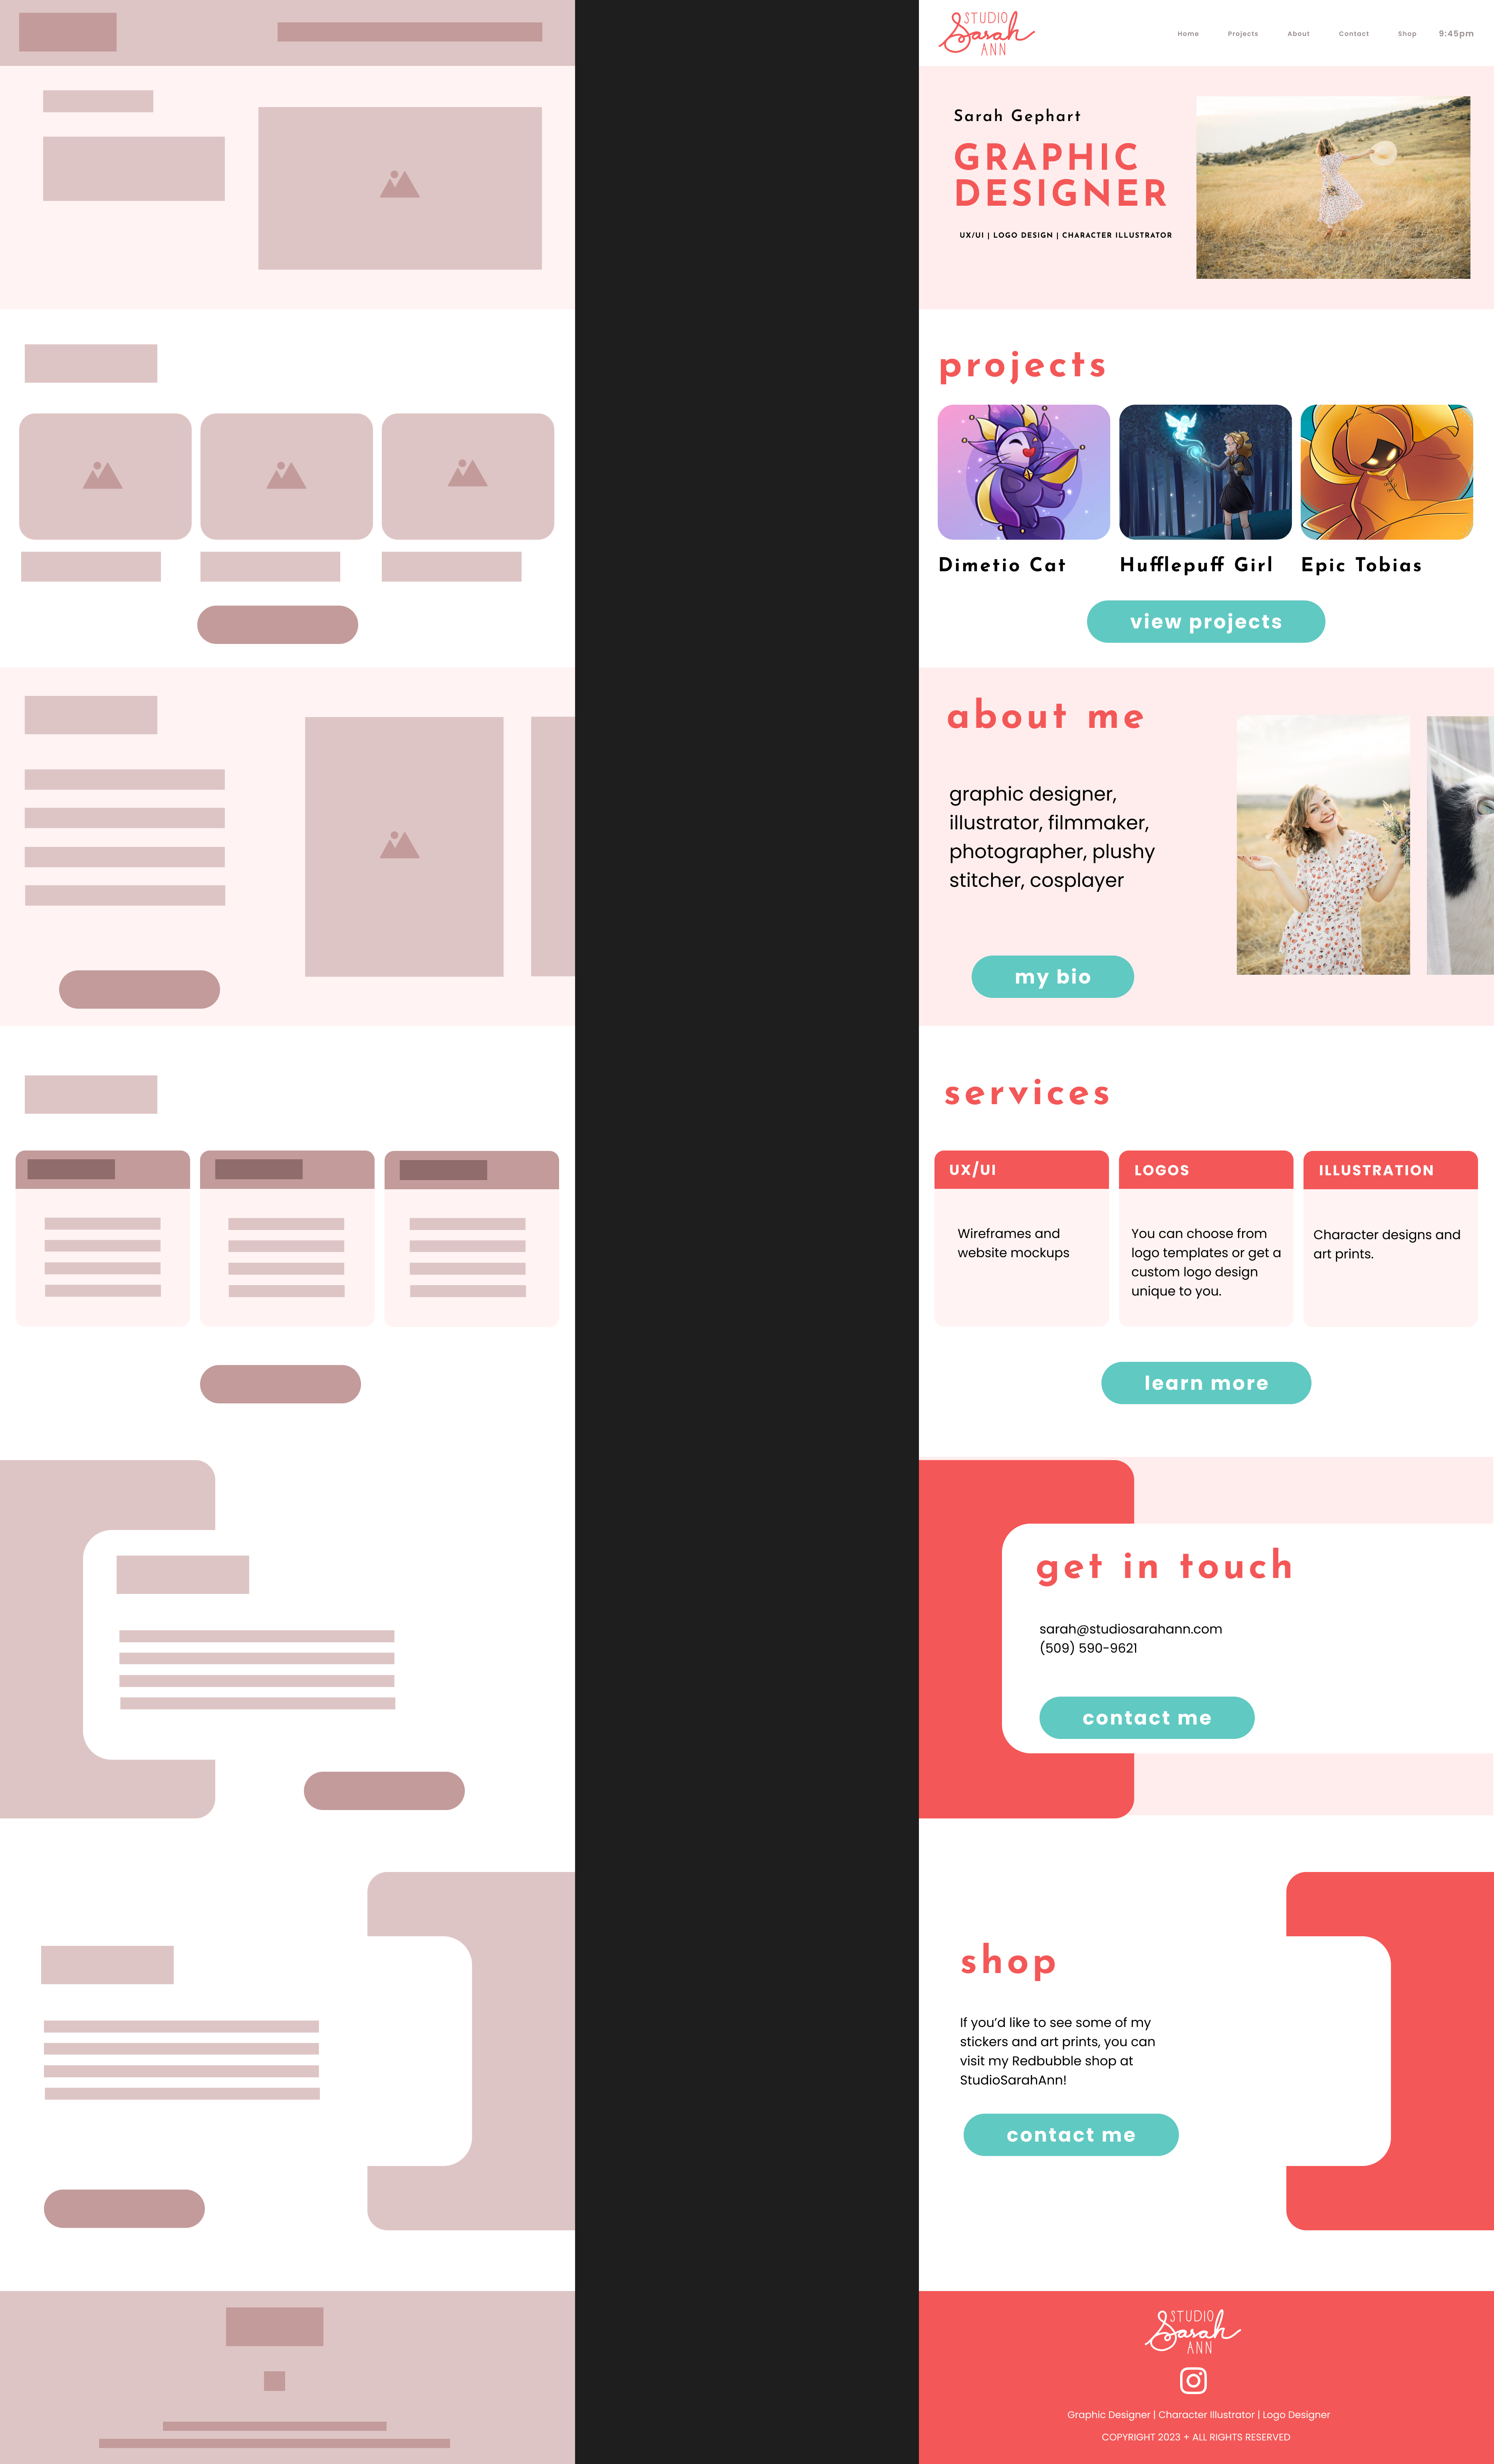 STUDIO
Sarah
ANN
Home Projects About Contact Shop 9:45pm
Sarah Gephart
GRAPHIC
DESIGNER
UX/UI | LOGO DESIGN | CHARACTER ILLUSTRATOR
projects
Dimetio Cat Hufflepuff Girl Epic Tobias
view projects
about me
graphic designer,
illustrator, filmmaker,
photographer, plushy
stitcher, cosplayer
my bio
services
UX/UI
Wireframes and
website mockups
LOGOS
You can choose from
logo templates or get a
custom logo design
unique to you.
ILLUSTRATION
Character designs and
art prints.
learn more
get in touch
sarah@studiosarahann.com
(509) 590-9621
contact me
shop
If you’d like to see some of my
stickers and art prints, you can
visit my Redbubble shop at
StudioSarahAnn!
contact me
STUDIO
Sarah
ANN
Graphic Designer | Character Illustrator | Logo Designer
COPYRIGHT 2023 + ALL RIGHTS RESERVED